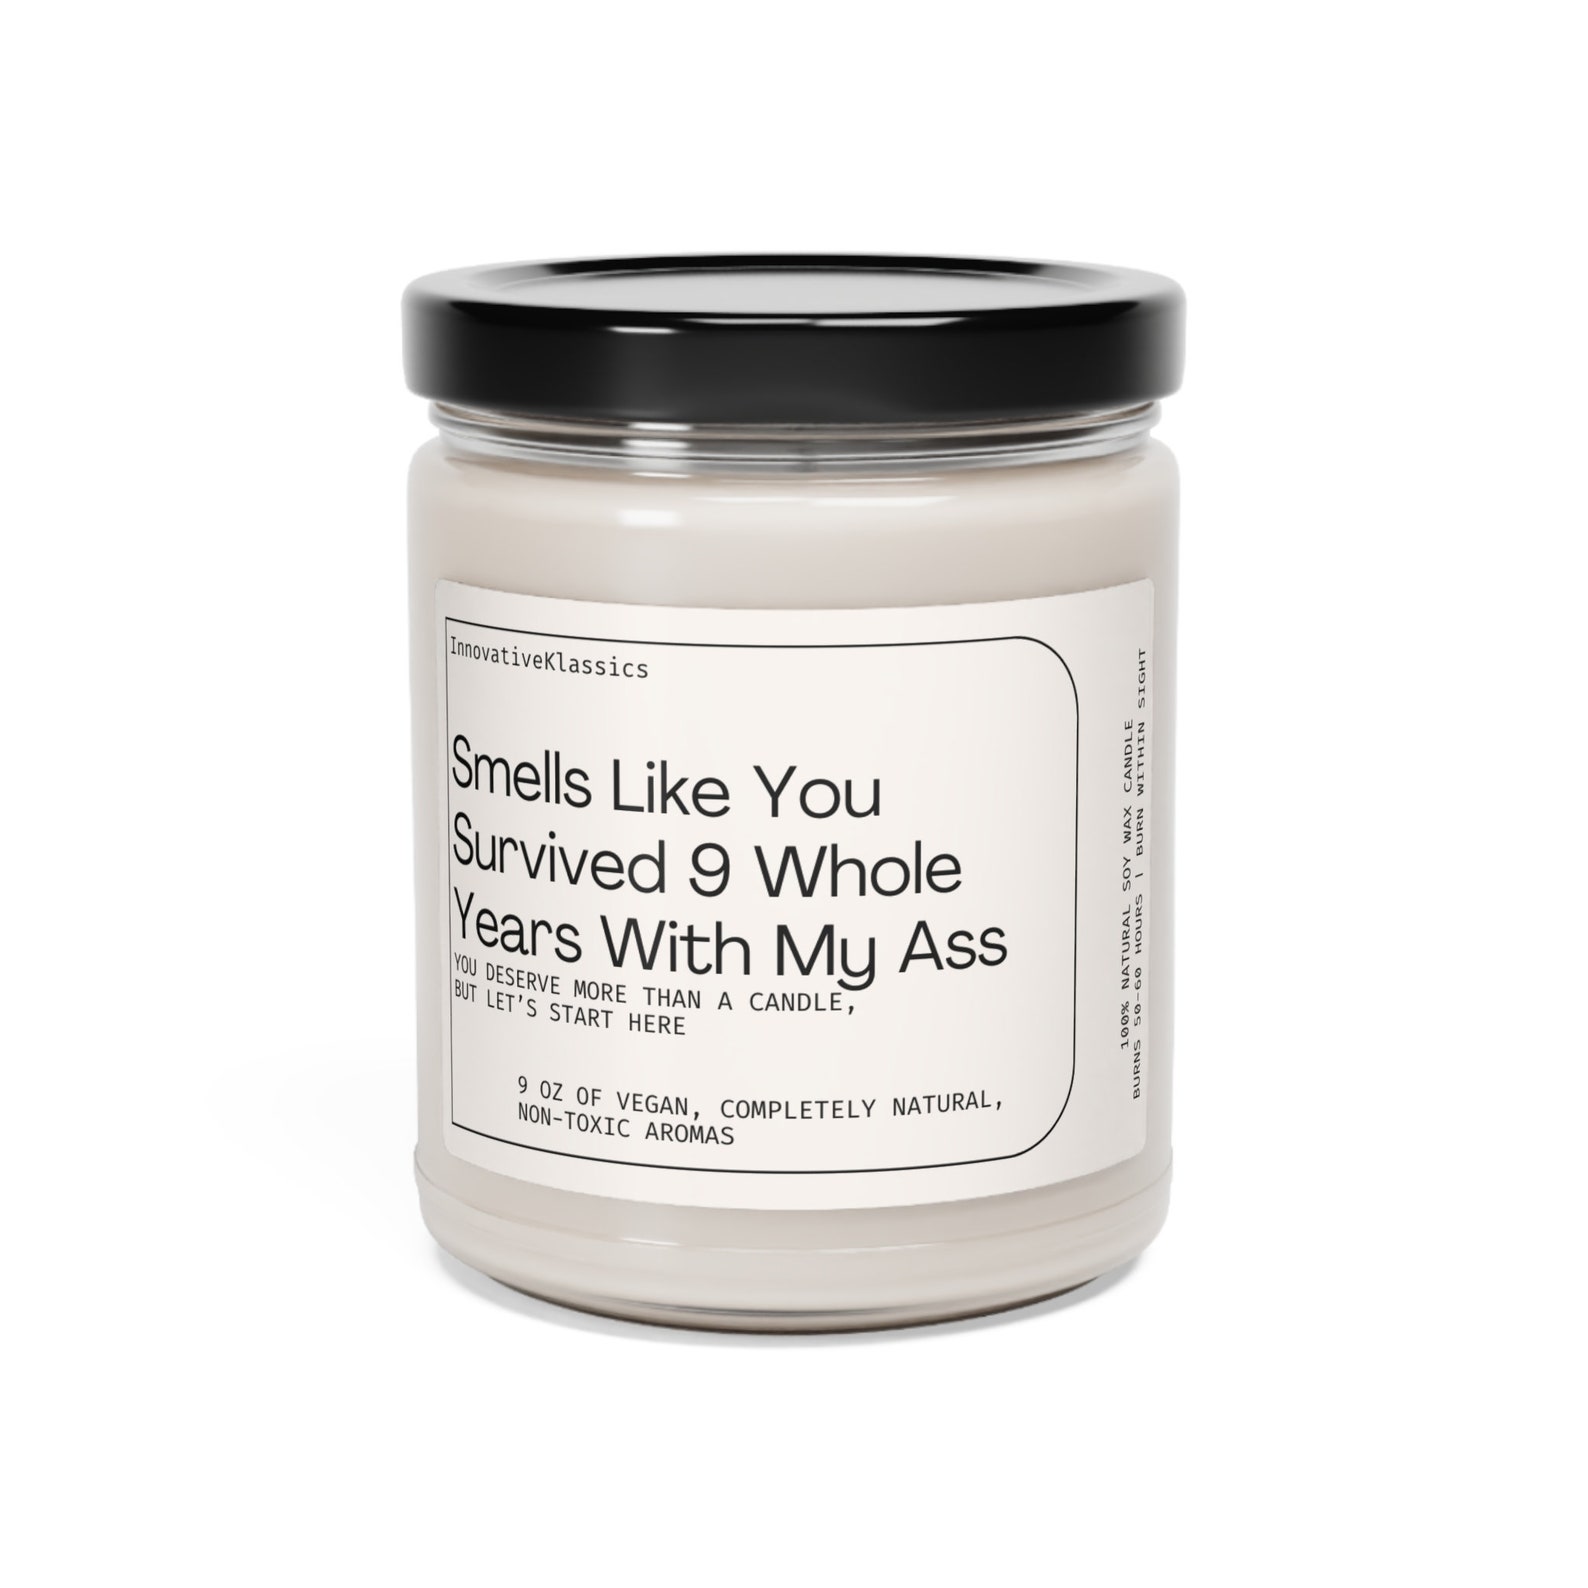 InnovativeKlassics
Smells Like You
Survived 9 Whole
Years With My Ass
YOU DESERVE MORE THAN A CANDLE,
BUT LET’S START HERE
9 OZ OF VEGAN, COMPLETELY NATURAL,
NON-TOXIC AROMAS
100% NATURAL SOY WAX CANDLE
BURNS 50-60 HOURS | BURN WITHIN SIGHT